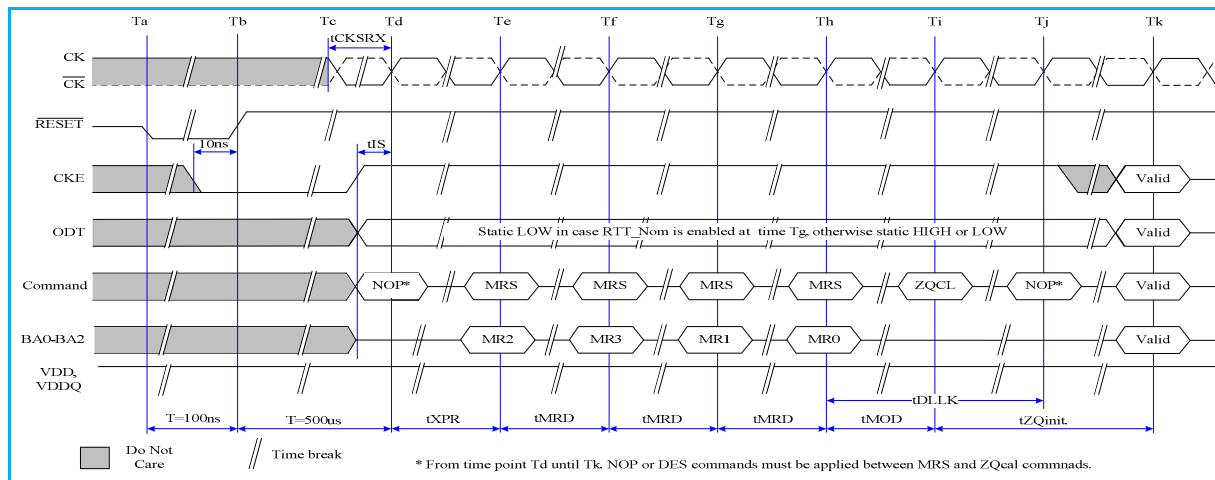 Ta Tb Tc Td Te Tf Tg Th Ti Tj Tk
tCKSRX
CK
CK
RESET
10ns
tIS
CKE
Valid
ODT
Static LOW in case RTT_Nom is enabled at time Tg, otherwise static HIGH or LOW
Valid
Command
NOP*
MRS
MRS
MRS
MRS
ZQCL
NOP*
Valid
BA0-BA2
MR2
MR3
MR1
MR0
Valid
VDD,
VDDQ
tDLLK
T=100ns
T=500us
tXPR
tMRD
tMRD
tMRD
tMOD
tZQinit.
Do Not
Care
Time break
* From time point Td until Tk. NOP or DES commands must be applied between MRS and ZQcal commnads.